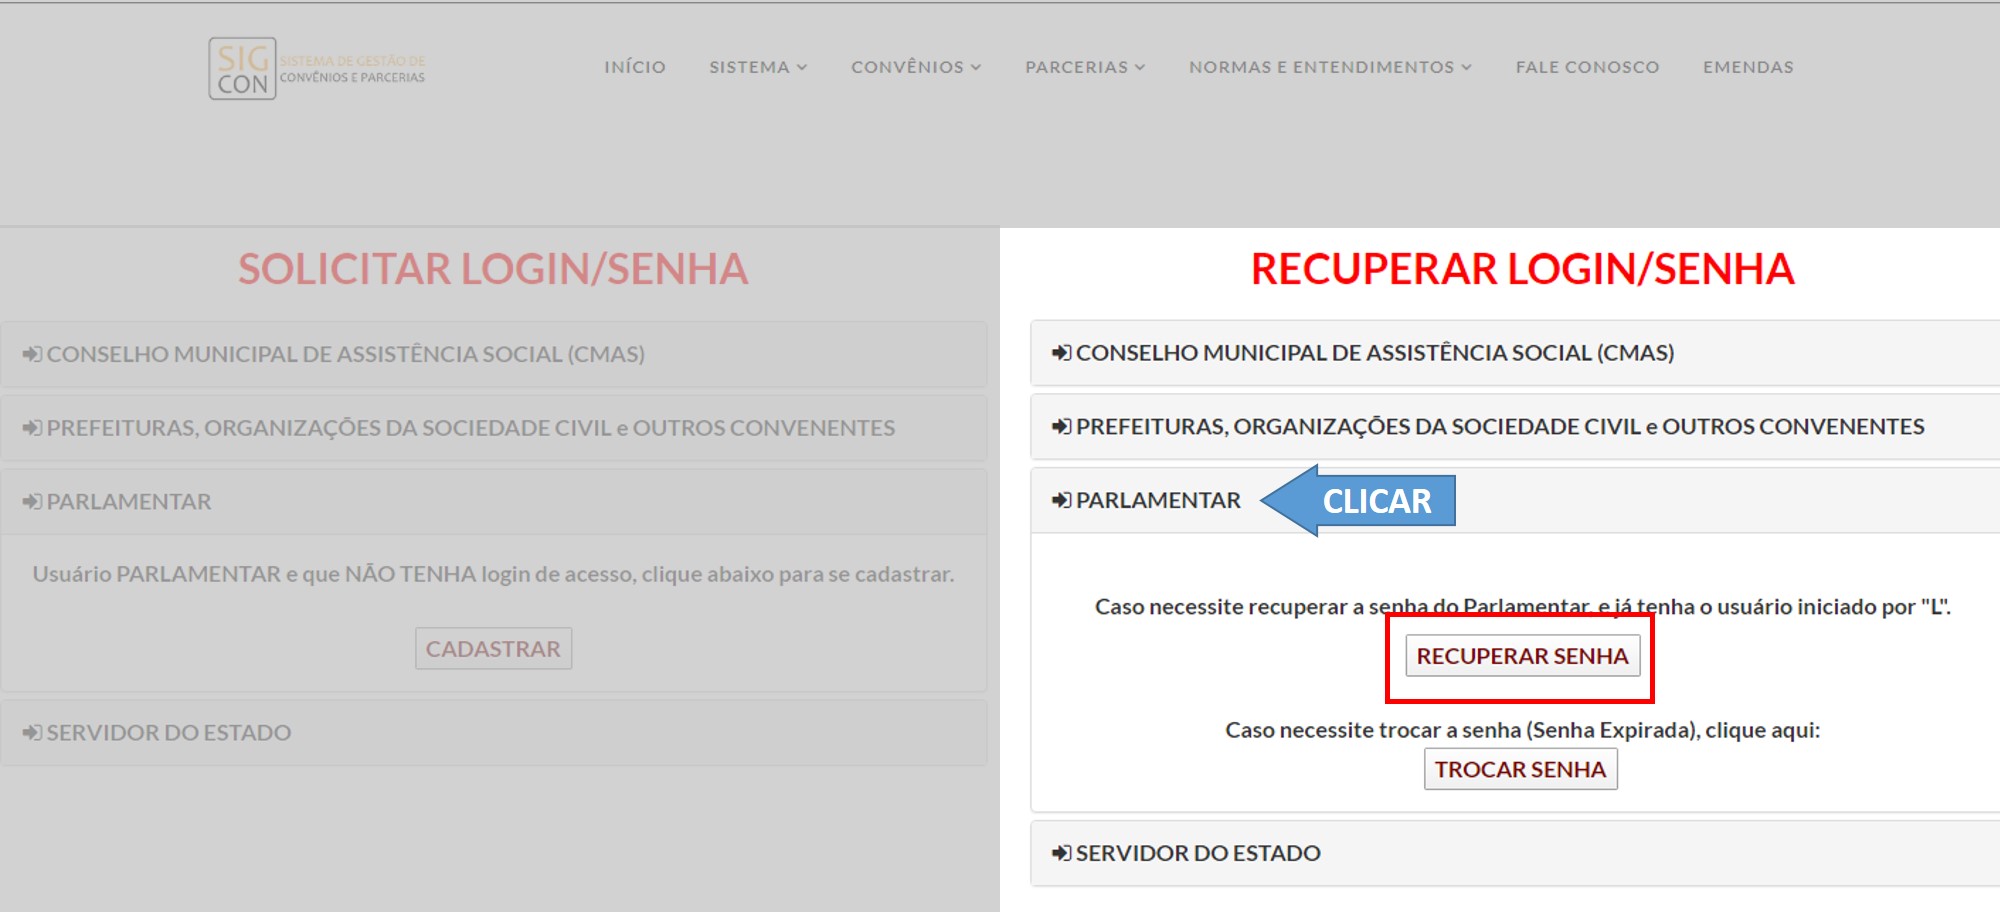 SIG
CON
SISTEMA DE GESTÃO DE
CONVÊNIOS E PARCERIAS
INÍCIO
SISTEMA
CONVÊNIOS
PARCERIAS
NORMAS E ENTENDIMENTOS
FALE CONOSCO
EMENDAS
SOLICITAR LOGIN/SENHA
CONSELHO MUNICIPAL DE ASSISTÊNCIA SOCIAL (CMAS)
PREFEITURAS, ORGANIZAÇÕES DA SOCIEDADE CIVIL e OUTROS CONVENENTES
PARLAMENTAR
Usuário PARLAMENTAR e que NÃO TENHA login de acesso, clique abaixo para se cadastrar.
CADASTRAR
SERVIDOR DO ESTADO
RECUPERAR LOGIN/SENHA
CONSELHO MUNICIPAL DE ASSISTÊNCIA SOCIAL (CMAS)
PREFEITURAS, ORGANIZAÇÕES DA SOCIEDADE CIVIL e OUTROS CONVENENTES
PARLAMENTAR
CLICAR
Caso necessite recuperar a senha do Parlamentar, e já tenha o usuário iniciado por "L".
RECUPERAR SENHA
Caso necessite trocar a senha (Senha Expirada), clique aqui:
TROCAR SENHA
SERVIDOR DO ESTADO